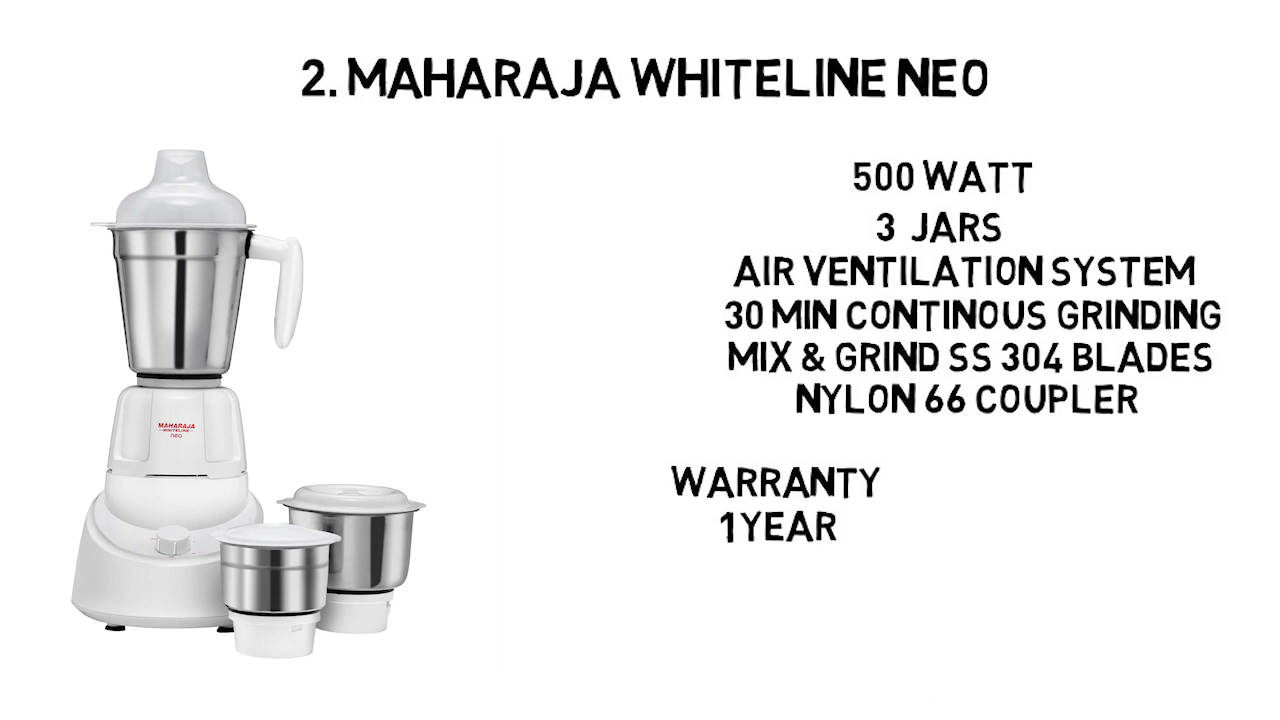 2. MAHARAJA WHITELINE NEO
500 WATT
3 JARS
AIR VENTILATION SYSTEM
30 MIN CONTINOUS GRINDING
MIX & GRIND SS 304 BLADES
NYLON 66 COUPLER
MAHARAJA
WHITELINE
neo
WARRANTY
1YEAR